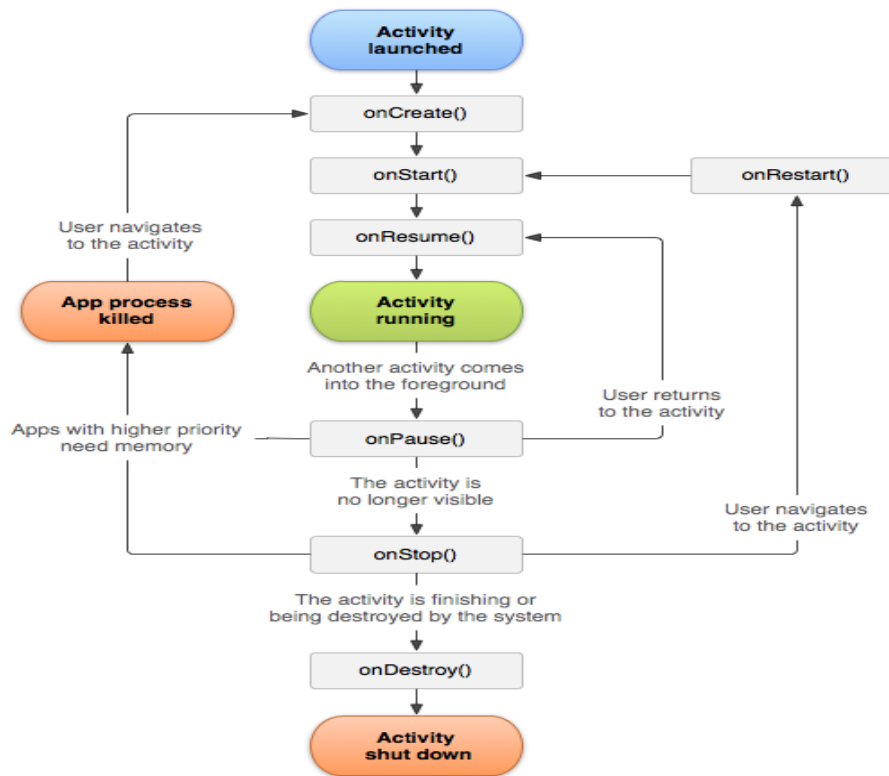 Activity
launched
onCreate()
onStart()
onRestart()
User navigates
to the activity
onResume()
App process
killed
Activity
running
Another activity comes
into the foreground
User returns
to the activity
Apps with higher priority
need memory
onPause()
The activity is
no longer visible
User navigates
to the activity
onStop()
The activity is finishing or
being destroyed by the system
onDestroy()
Activity
shut down